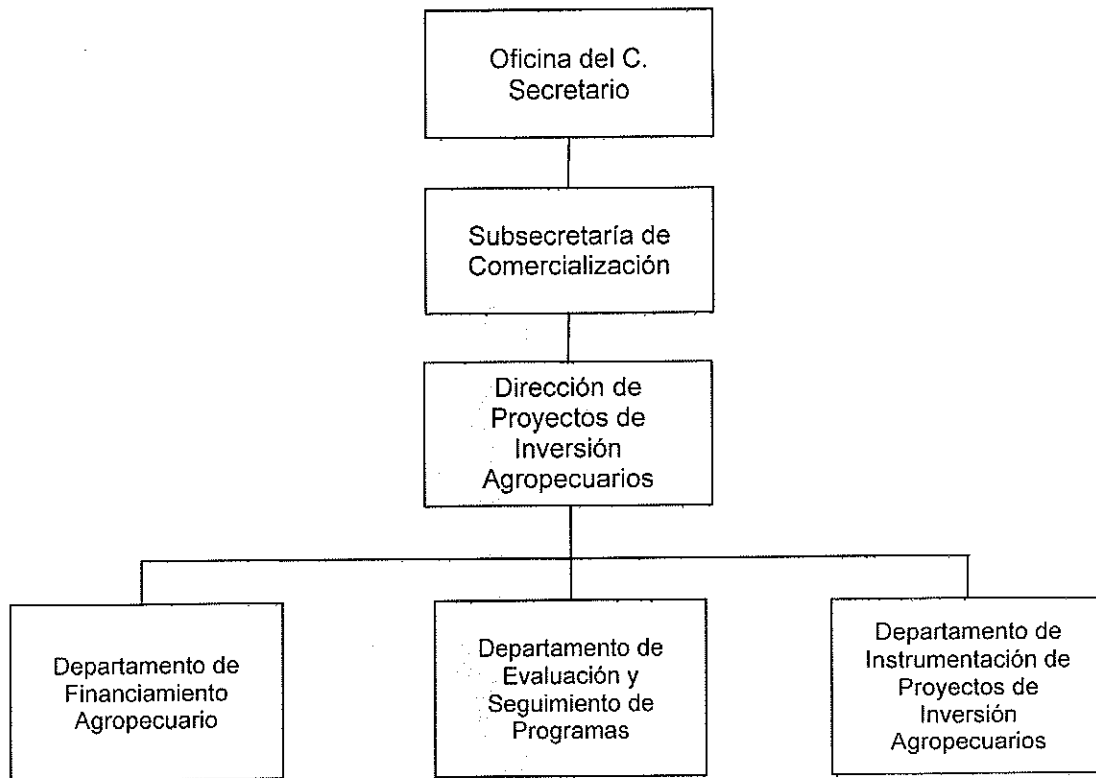 Oficina del C.
Secretario
Subsecretaría de
Comercialización
Dirección de
Proyectos de
Inversión
Agropecuarios
Departamento de
Financiamiento
Agropecuario
Departamento de
Evaluación y
Seguimiento de
Programas
Departamento de
Instrumentación de
Proyectos de
Inversión
Agropecuarios